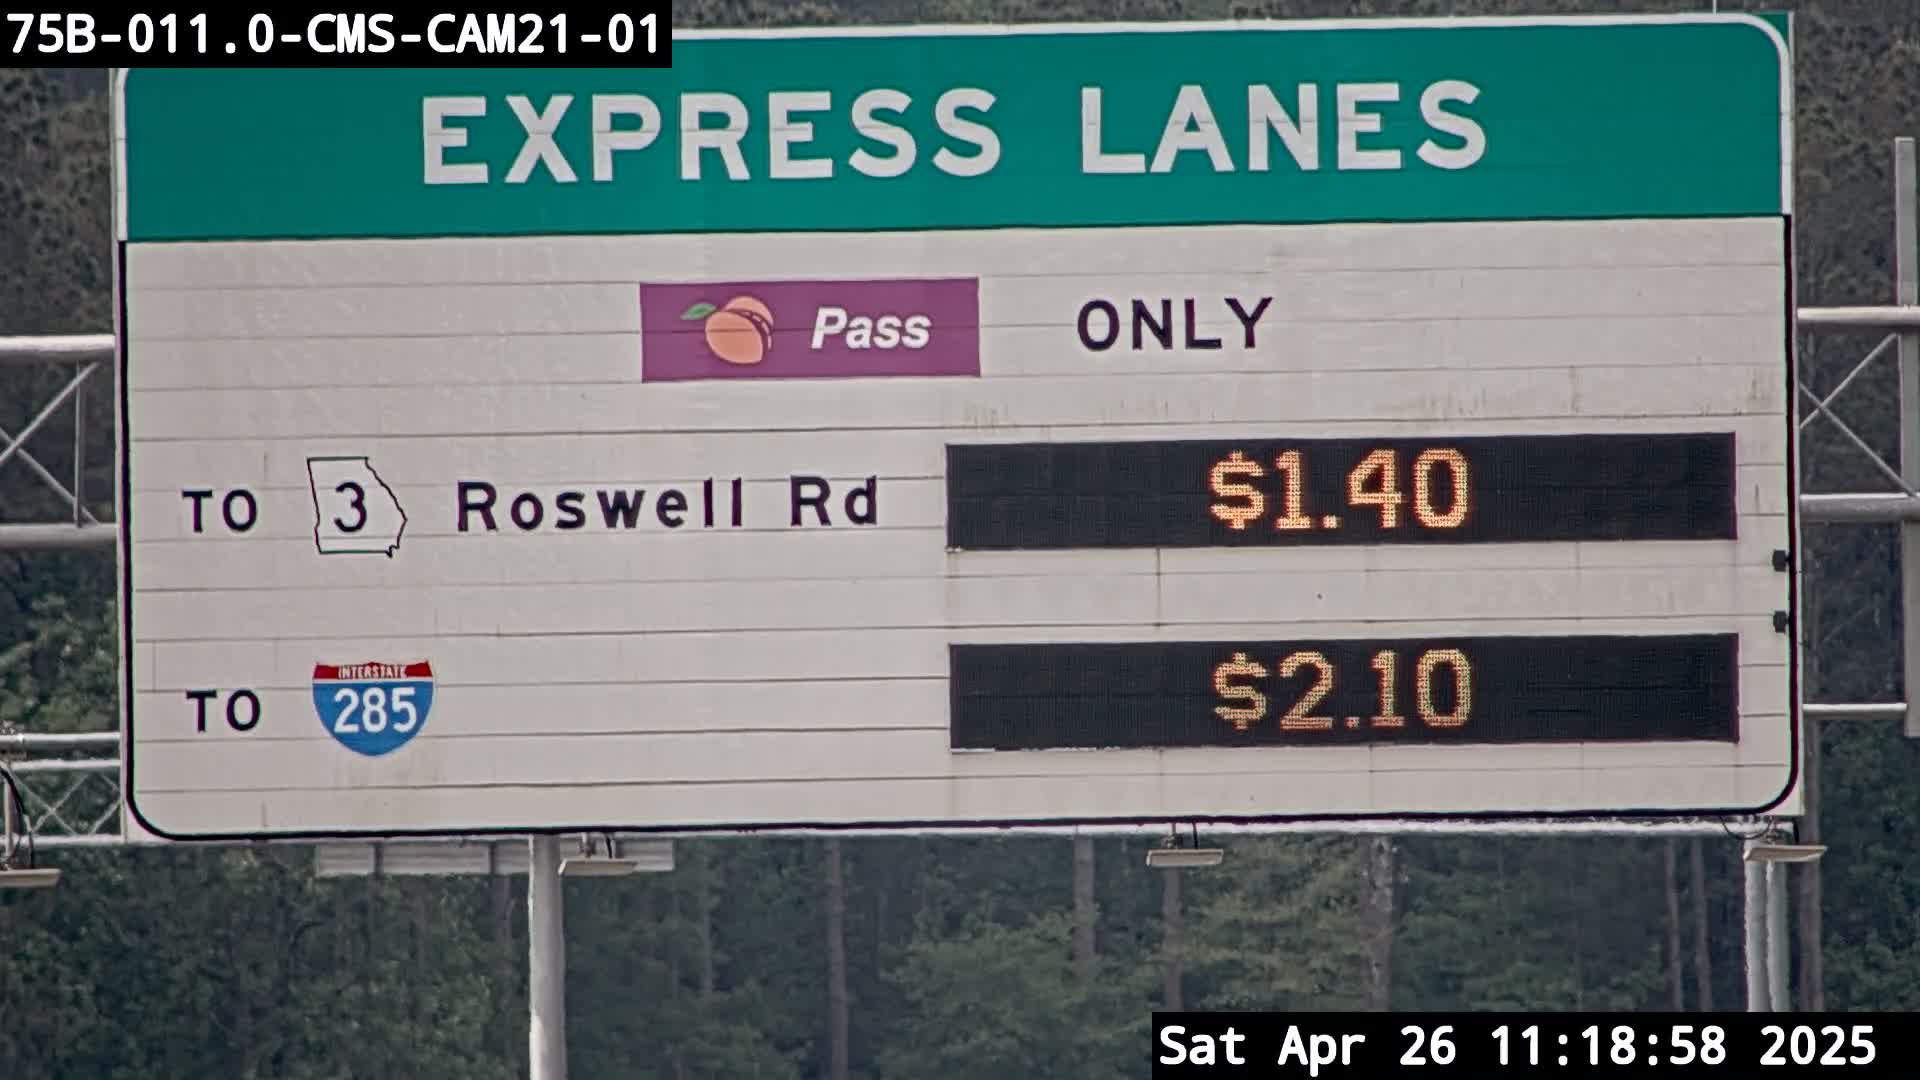 75B-011.0-CMS-CAM21-01
EXPRESS LANES
Pass ONLY
TO 3 Roswell Rd $1.40
INTERSTATE
TO 285 $2.10
Sat Apr 26 11:18:58 2025